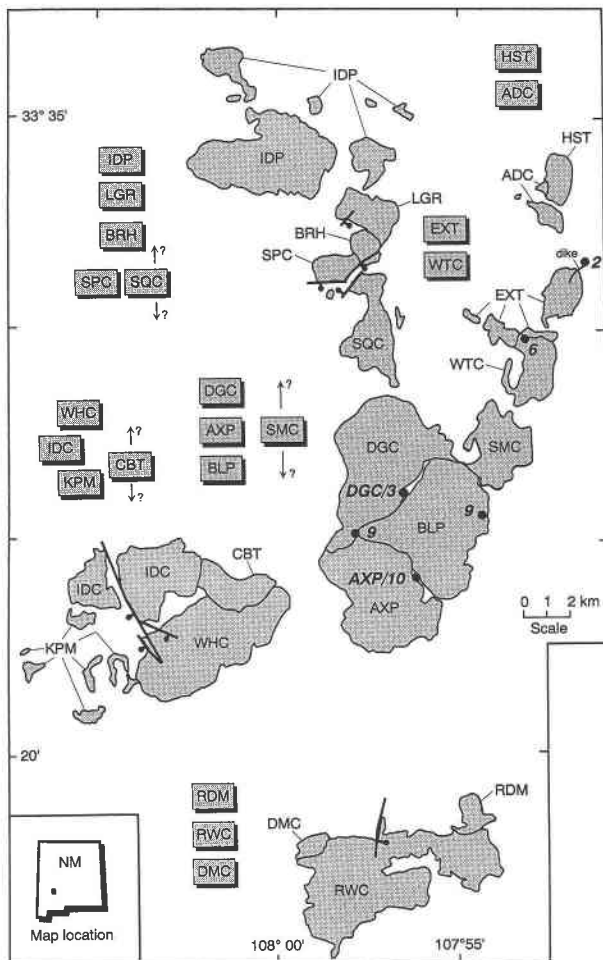 IDP
HST
ADC
33° 35'
IDP
HST
ADC
IDP
LGR
LGR
BRH
BRH
EXT
SPC
WTC
dike
2
↑?
SPC SQC
↓?
EXT
SQC
6
WTC
DGC
↑?
AXP
SMC
BLP
↓?
WHC
IDC
↑?
CBT
KPM
↓?
DGC
SMC
DGC/3
9
9
BLP
AXP/10
AXP
CBT
IDC
IDC
WHC
KPM
0 1 2 km
Scale
20'
RDM
RWC
DMC
RDM
DMC
RWC
NM
Map location
108° 00' 107° 55'